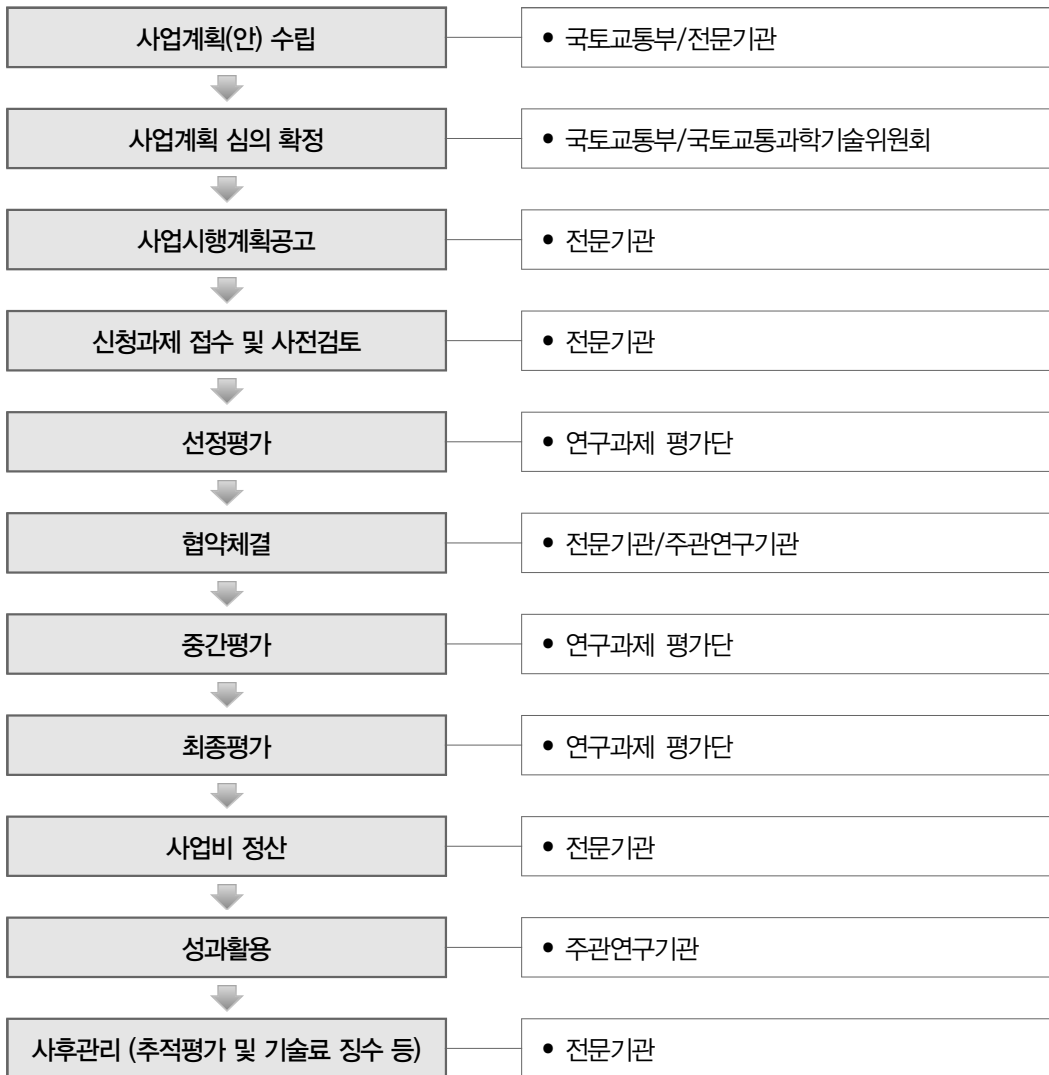 사업계획(안) 수립
• 국토교통부/전문기관
사업계획 심의 확정
• 국토교통부/국토교통과학기술위원회
사업시행계획공고
• 전문기관
신청과제 접수 및 사전검토
• 전문기관
선정평가
• 연구과제 평가단
협약체결
• 전문기관/주관연구기관
중간평가
• 연구과제 평가단
최종평가
• 연구과제 평가단
사업비 정산
• 전문기관
성과활용
• 주관연구기관
사후관리 (추적평가 및 기술료 징수 등)
• 전문기관